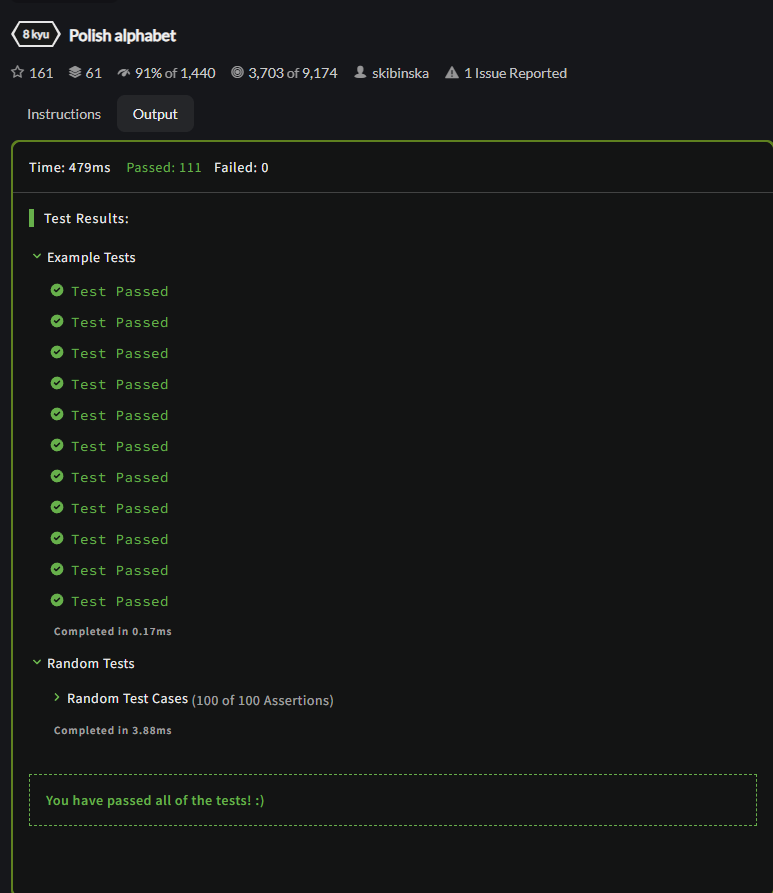 8 kyu Polish alphabet
161 61 91% of 1,440 3,703 of 9,174 skibinska 1 Issue Reported
Instructions Output
Time: 479ms Passed: 111 Failed: 0
Test Results:
Example Tests
Test Passed
Test Passed
Test Passed
Test Passed
Test Passed
Test Passed
Test Passed
Test Passed
Test Passed
Test Passed
Test Passed
Completed in 0.17ms
Random Tests
Random Test Cases (100 of 100 Assertions)
Completed in 3.88ms
You have passed all of the tests! :)